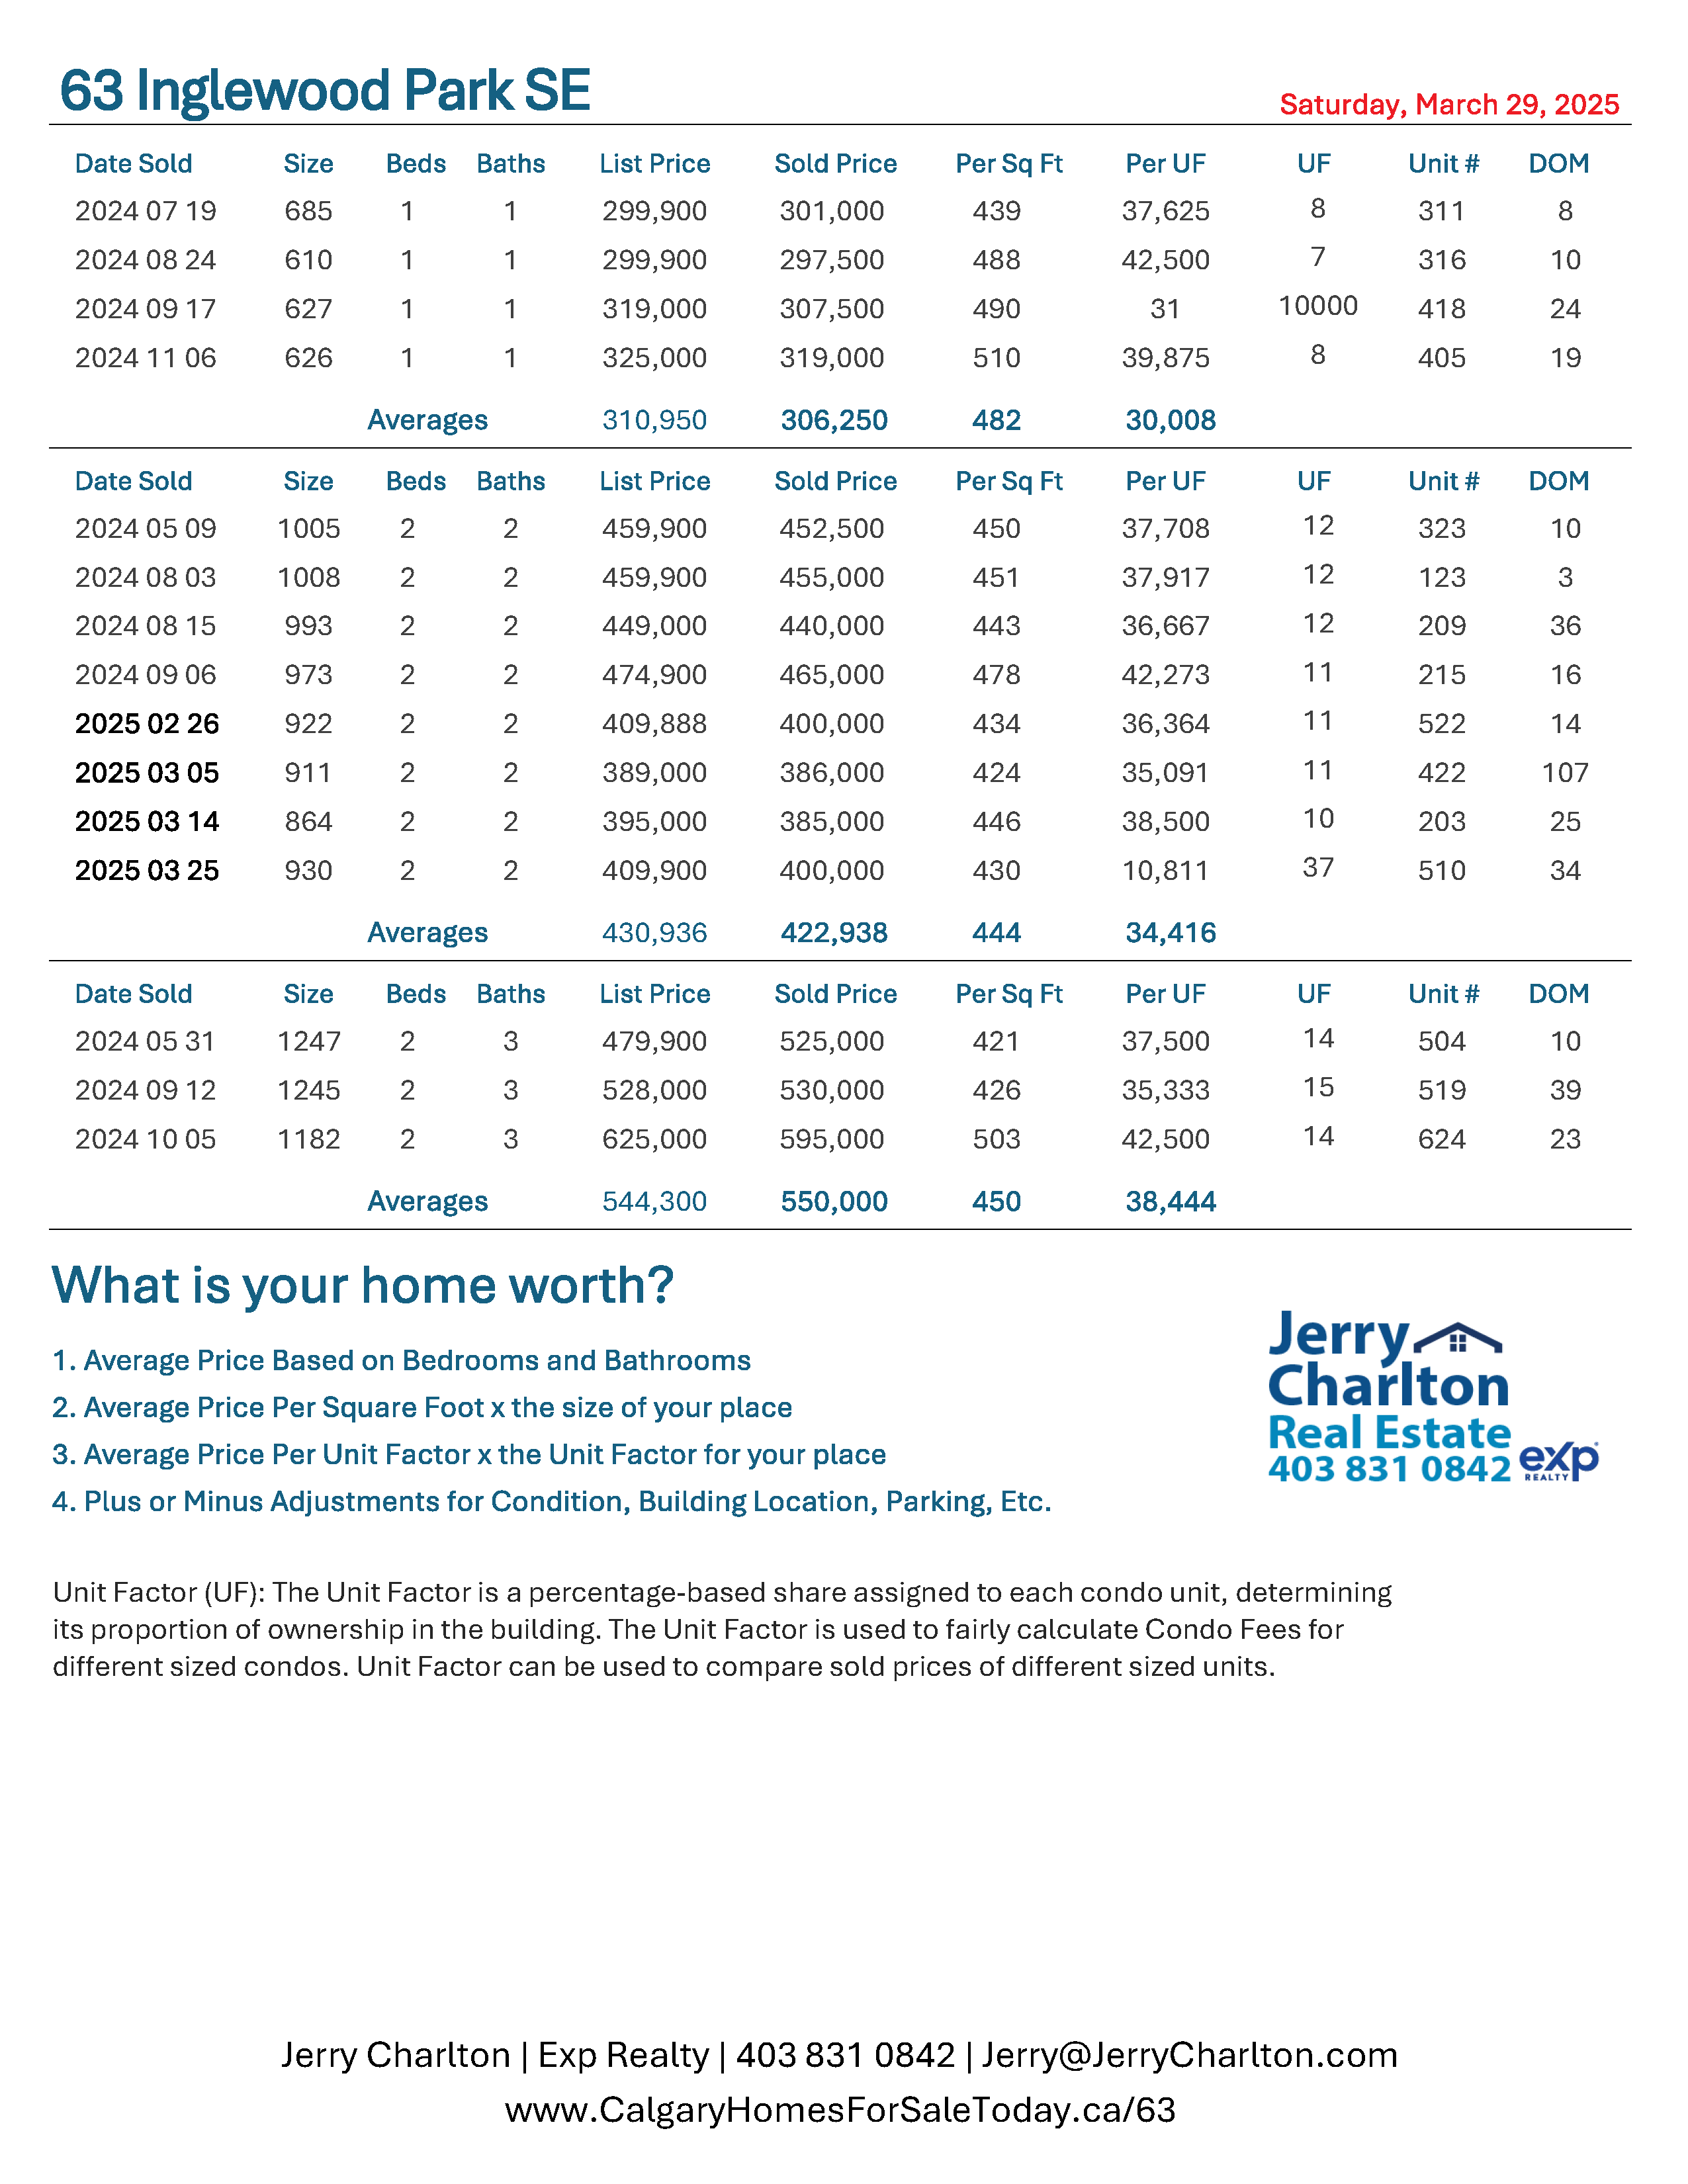 63 Inglewood Park SE
Saturday, March 29, 2025
Date Sold Size Beds Baths List Price Sold Price Per Sq Ft Per UF UF Unit # DOM
2024 07 19 685 1 1 299,900 301,000 439 37,625 8 311 8
2024 08 24 610 1 1 299,900 297,500 488 42,500 7 316 10
2024 09 17 627 1 1 319,000 307,500 490 31 10000 418 24
2024 11 06 626 1 1 325,000 319,000 510 39,875 8 405 19
Averages 310,950 306,250 482 30,008
Date Sold Size Beds Baths List Price Sold Price Per Sq Ft Per UF UF Unit # DOM
2024 05 09 1005 2 2 459,900 452,500 450 37,708 12 323 10
2024 08 03 1008 2 2 459,900 455,000 451 37,917 12 123 3
2024 08 15 993 2 2 449,000 440,000 443 36,667 12 209 36
2024 09 06 973 2 2 474,900 465,000 478 42,273 11 215 16
2025 02 26 922 2 2 409,888 400,000 434 36,364 11 522 14
2025 03 05 911 2 2 389,000 386,000 424 35,091 11 422 107
2025 03 14 864 2 2 395,000 385,000 446 38,500 10 203 25
2025 03 25 930 2 2 409,900 400,000 430 10,811 37 510 34
Averages 430,936 422,938 444 34,416
Date Sold Size Beds Baths List Price Sold Price Per Sq Ft Per UF UF Unit # DOM
2024 05 31 1247 2 3 479,900 525,000 421 37,500 14 504 10
2024 09 12 1245 2 3 528,000 530,000 426 35,333 15 519 39
2024 10 05 1182 2 3 625,000 595,000 503 42,500 14 624 23
Averages 544,300 550,000 450 38,444
What is your home worth?
1. Average Price Based on Bedrooms and Bathrooms
2. Average Price Per Square Foot x the size of your place
3. Average Price Per Unit Factor x the Unit Factor for your place
4. Plus or Minus Adjustments for Condition, Building Location, Parking, Etc.
Jerry
Charlton
Real Estate
403 831 0842
exp
REALTY
Unit Factor (UF): The Unit Factor is a percentage-based share assigned to each condo unit, determining
its proportion of ownership in the building. The Unit Factor is used to fairly calculate Condo Fees for
different sized condos. Unit Factor can be used to compare sold prices of different sized units.
Jerry Charlton | Exp Realty | 403 831 0842 | Jerry@JerryCharlton.com
www.CalgaryHomesForSaleToday.ca/63